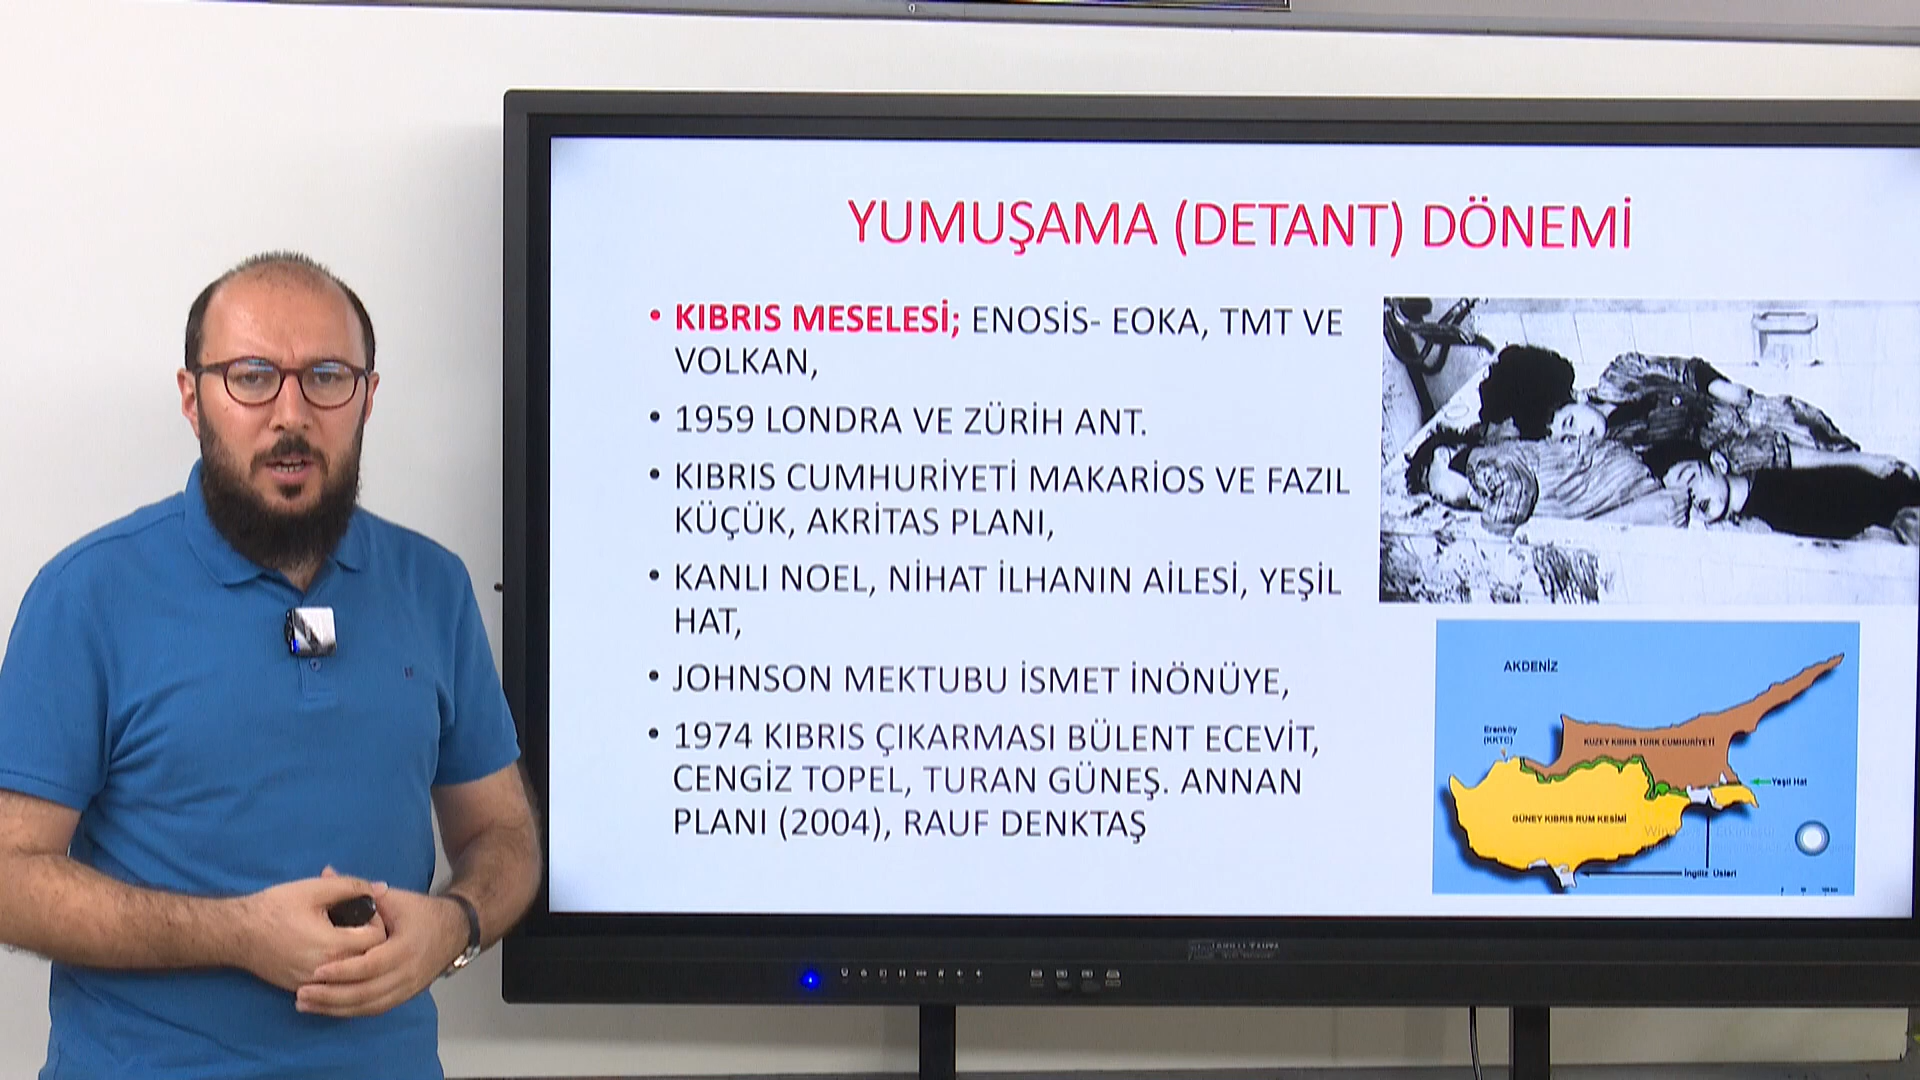 YUMUŞAMA (DETANT) DÖNEMİ
• KIBRIS MESELESİ; ENOSİS- EOKA, TMT VE
VOLKAN,
• 1959 LONDRA VE ZÜRİH ANT.
• KIBRIS CUMHURİYETİ MAKARİOS VE FAZIL
KÜÇÜK, AKRİTAS PLANI,
• KANLI NOEL, NİHAT İLHANIN AİLESİ, YEŞİL
HAT,
• JOHNSON MEKTUBU İSMET İNÖNÜYE,
• 1974 KIBRIS ÇIKARMASI BÜLENT ECEVİT,
CENGİZ TOPEL, TURAN GÜNEŞ. ANNAN
PLANI (2004), RAUF DENKTAŞ
AKDENİZ
Erenköy
(KKTC)
KUZEY KIBRIS TÜRK CUMHURİYETİ
Yeşil Hat
GÜNEY KIBRIS RUM KESİMİ
İngiliz Üsleri